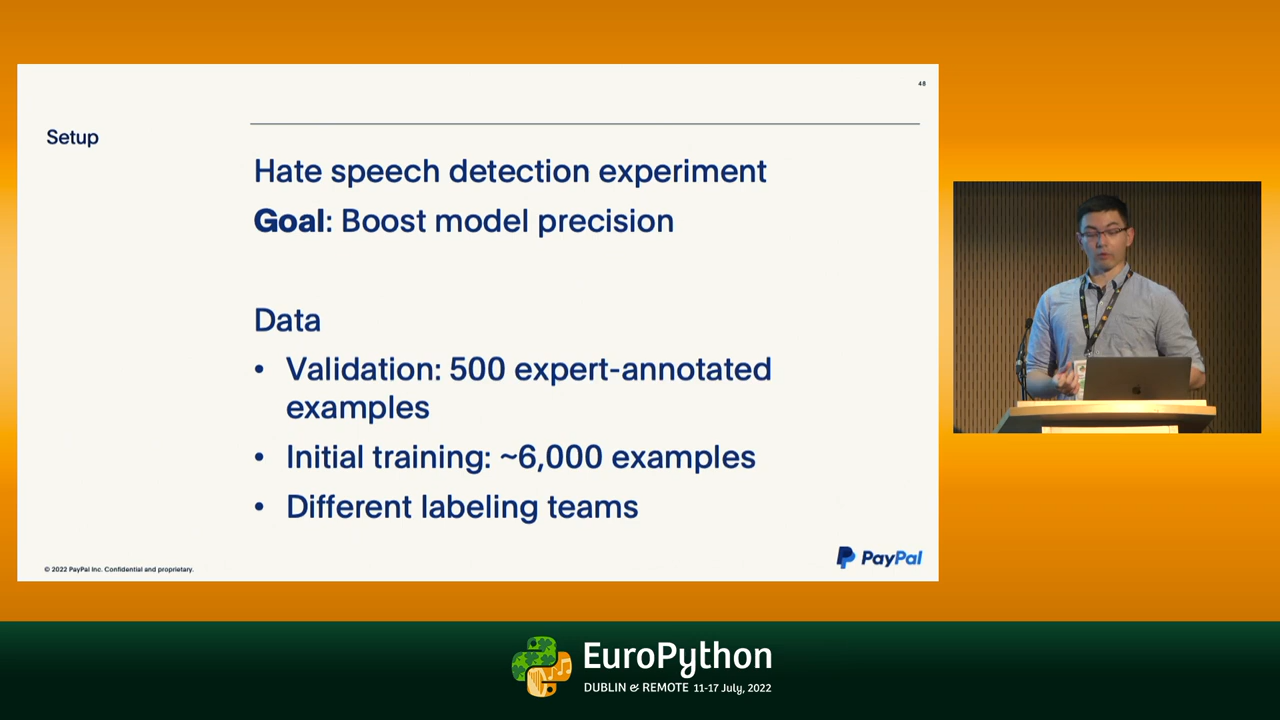 48
Setup
Hate speech detection experiment
Goal: Boost model precision
Data
• Validation: 500 expert-annotated
examples
• Initial training: ~6,000 examples
• Different labeling teams
© 2022 PayPal Inc. Confidential and proprietary.
PayPal
EuroPython
DUBLIN & REMOTE 11-17 July, 2022